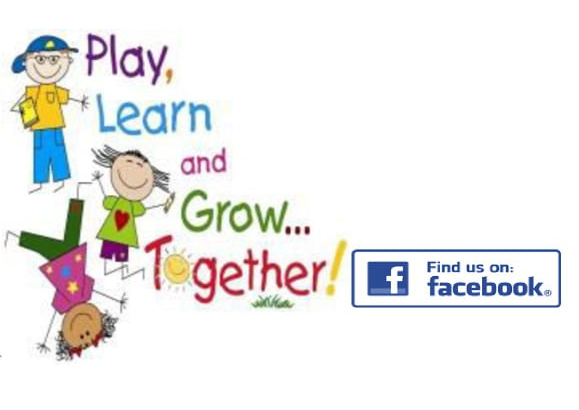 Play,
Learn
and
Grow...
Together!
f
Find us on:
facebook®